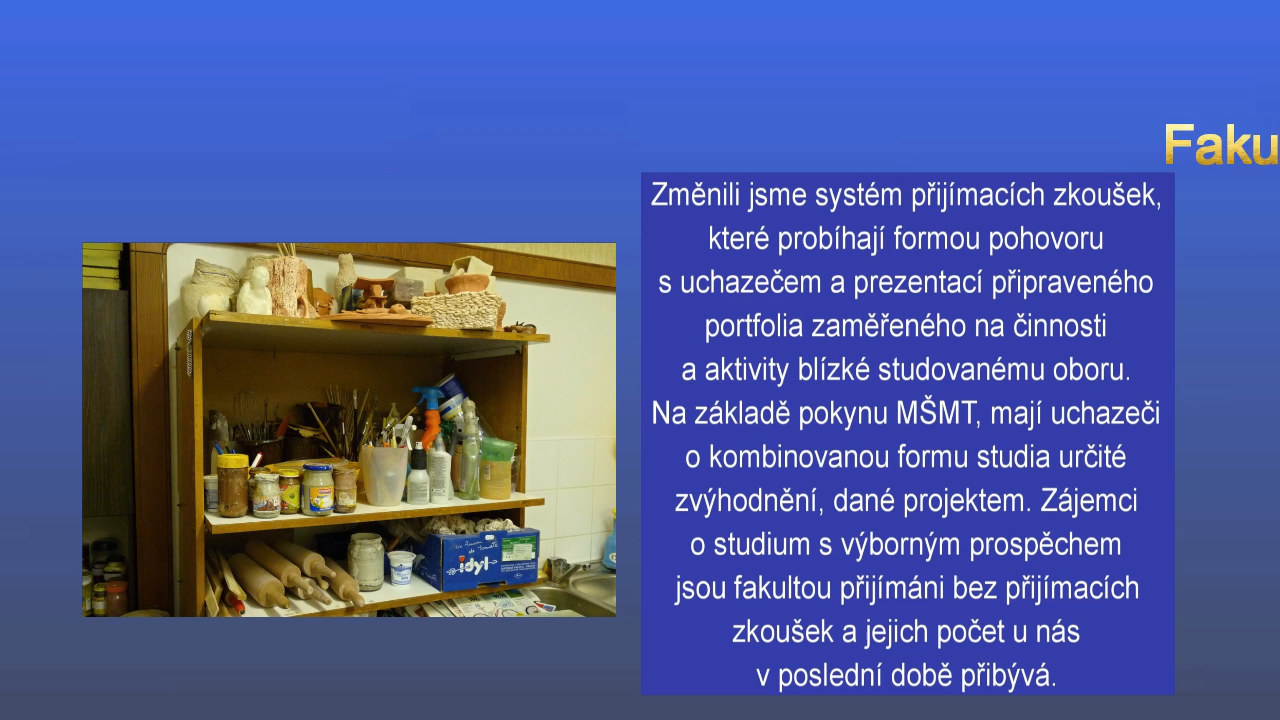 Faku
Změnili jsme systém přijímacích zkoušek,
které probíhají formou pohovoru
s uchazečem a prezentací připraveného
portfolia zaměřeného na činnosti
a aktivity blízké studovanému oboru.
Na základě pokynu MŠMT, mají uchazeči
o kombinovanou formu studia určité
zvýhodnění, dané projektem. Zájemci
o studium s výborným prospěchem
jsou fakultou přijímáni bez přijímacích
zkoušek a jejich počet u nás
v poslední době přibývá.
idyl